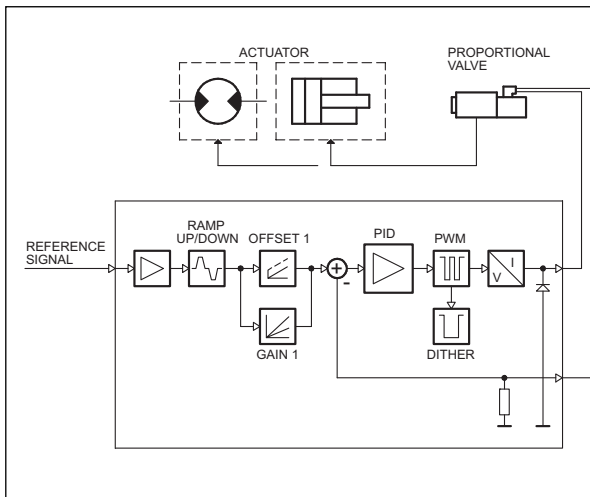 ACTUATOR
PROPORTIONAL
VALVE
REFERENCE
SIGNAL
RAMP
UP/DOWN
OFFSET 1
GAIN 1
+
-
PID
PWM
DITHER
I
V